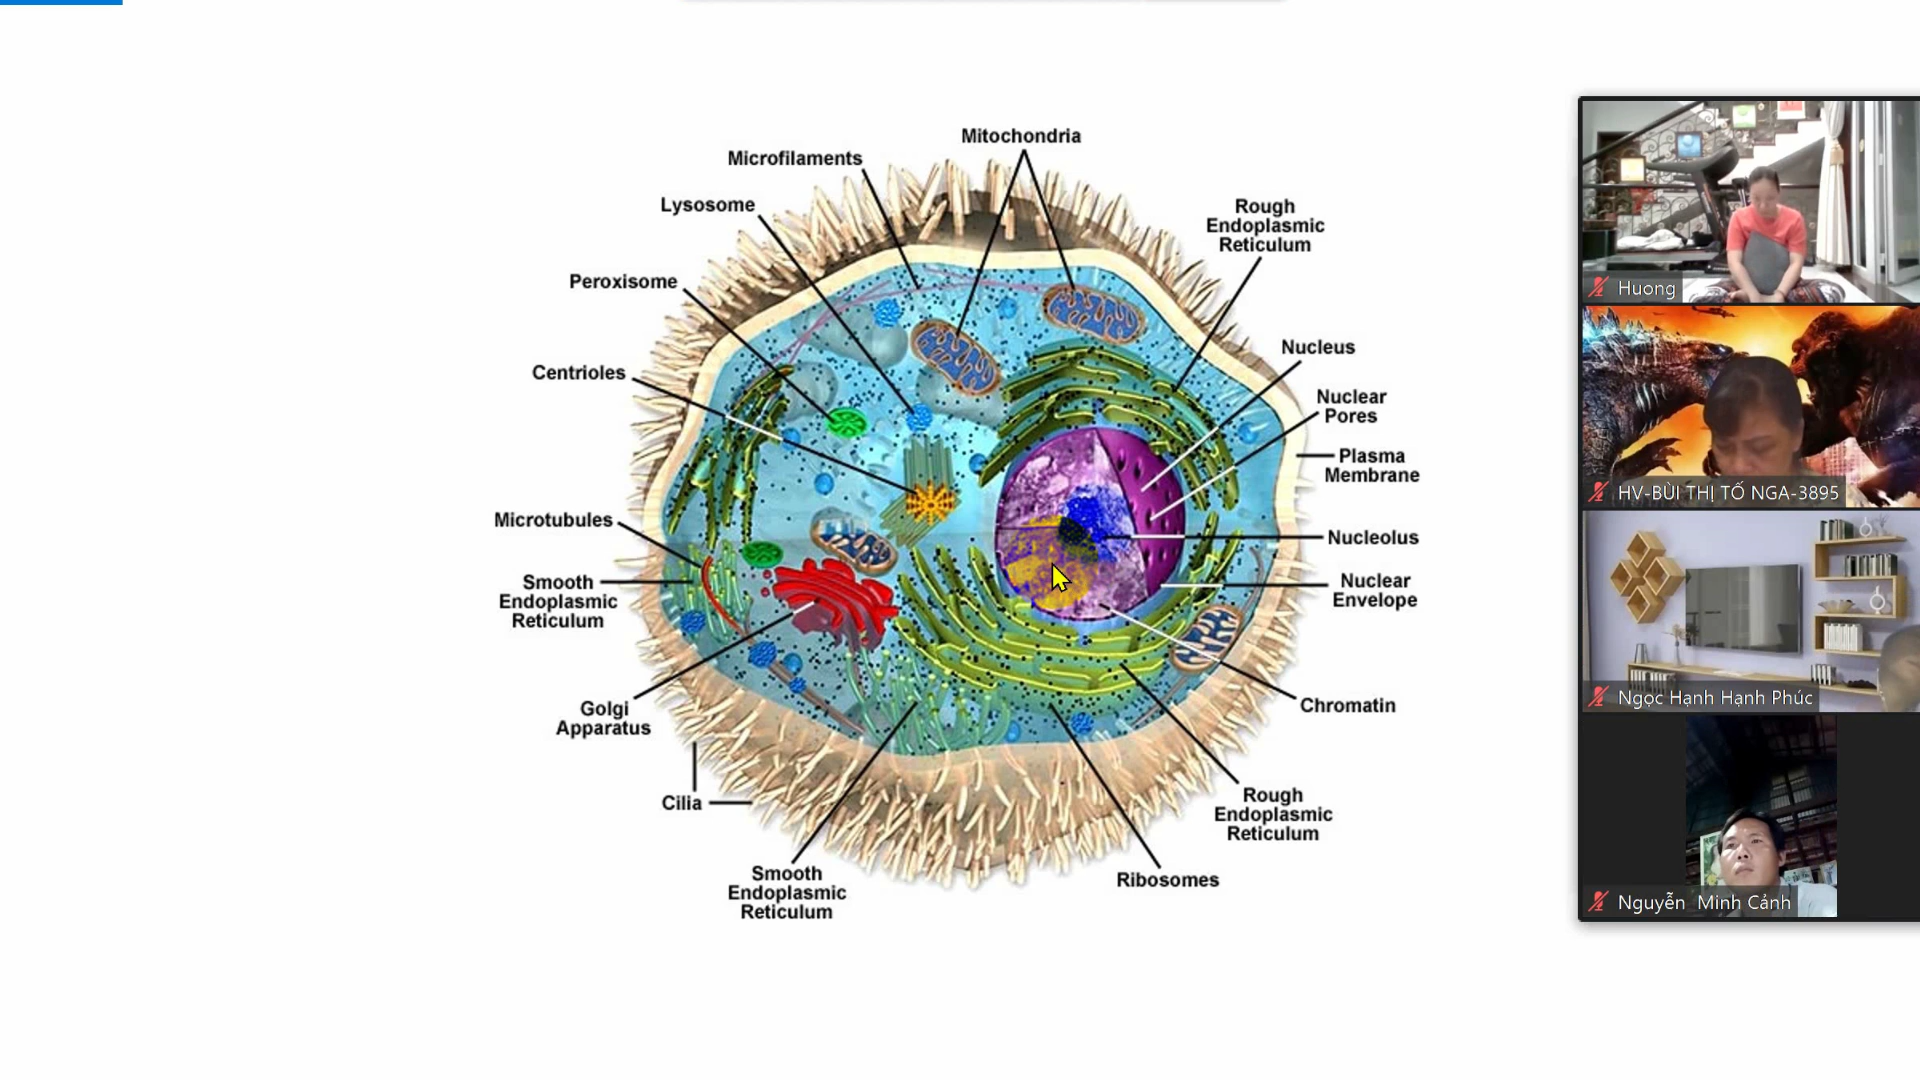 Mitochondria
Microfilaments
Lysosome
Rough
Endoplasmic
Reticulum
Peroxisome
Nucleus
Centrioles
Nuclear
Pores
Plasma
Membrane
Microtubules
Nucleolus
Smooth
Endoplasmic
Reticulum
Nuclear
Envelope
Golgi
Apparatus
Chromatin
Cilia
Rough
Endoplasmic
Reticulum
Smooth
Endoplasmic
Reticulum
Ribosomes
Huong
HV-BÙI THỊ TỐ NGA-3895
Ngọc Hạnh Hạnh Phúc
Nguyễn  Minh Cảnh